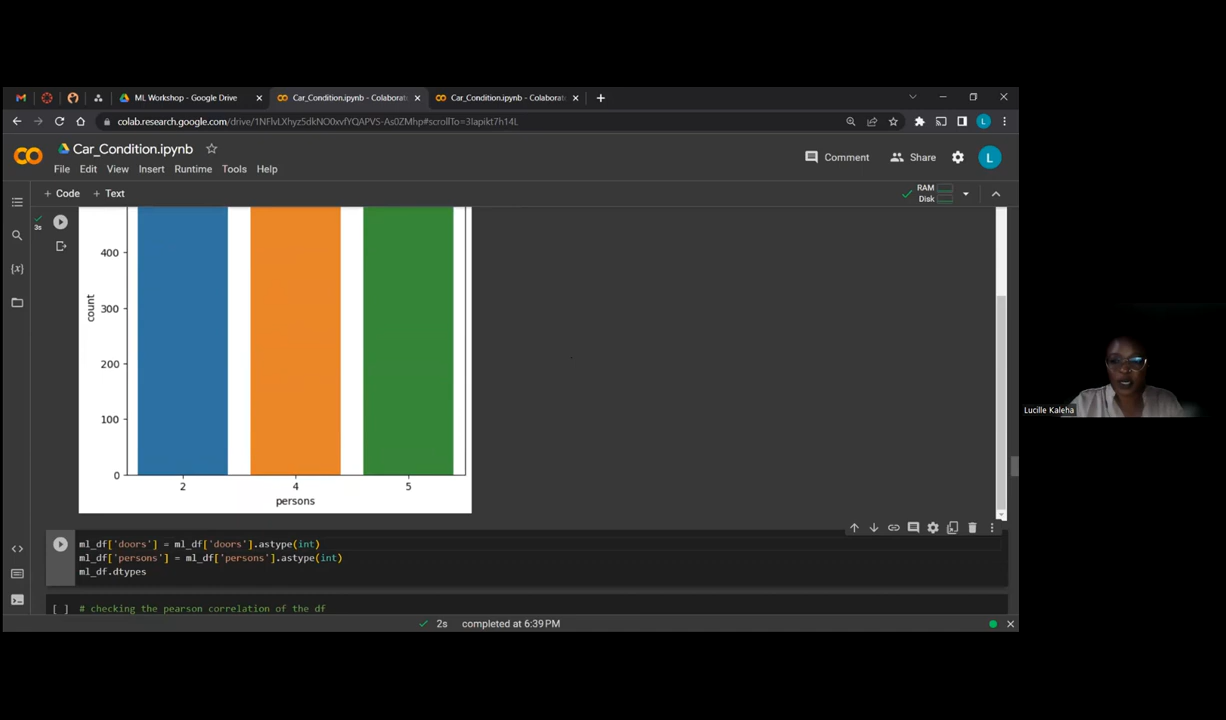 ML Workshop - Google Drive
Car_Condition.ipynb - Colaborat
Car_Condition.ipynb - Colaborat
colab.research.google.com/drive/1NFlvLXhyz5dkNO0xvfYQAPVS-As0ZMhp#scrollTo=3Iapikt7h14L
L
Car_Condition.ipynb
File Edit View Insert Runtime Tools Help
Comment
Share
L
+ Code + Text
RAM
Disk
3s
400
300
200
100
0
count
2 4 5
persons
ml_df['doors'] = ml_df['doors'].astype(int)
ml_df['persons'] = ml_df['persons'].astype(int)
ml_df.dtypes
[ ] # checking the pearson correlation of the df
2s completed at 6:39 PM
Lucille Kaleha